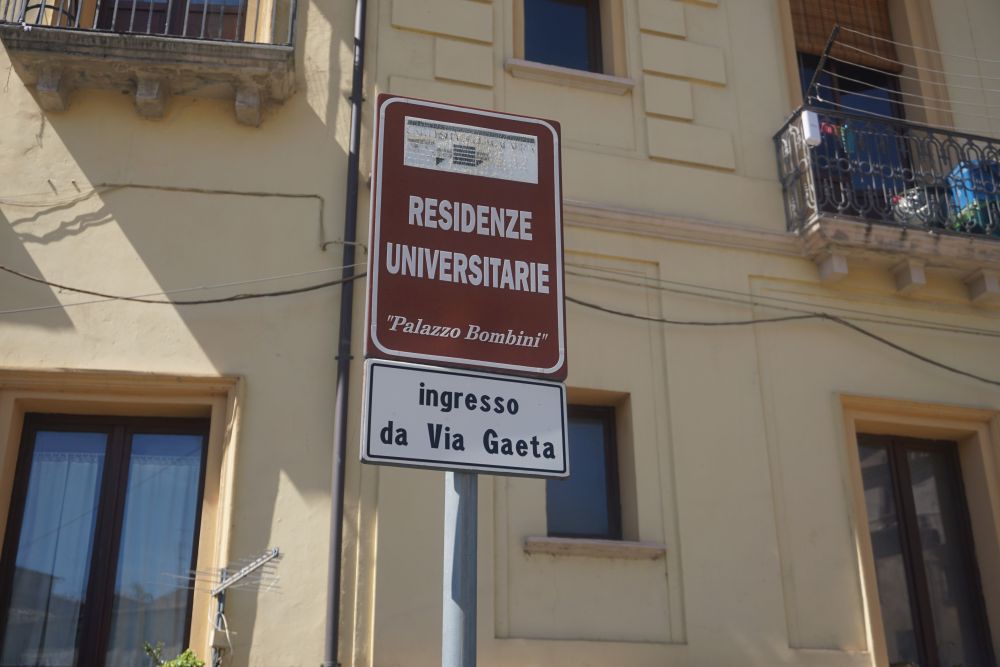 RESIDENZE
UNIVERSITARIE
"Palazzo Bombini"
ingresso
da Via Gaeta